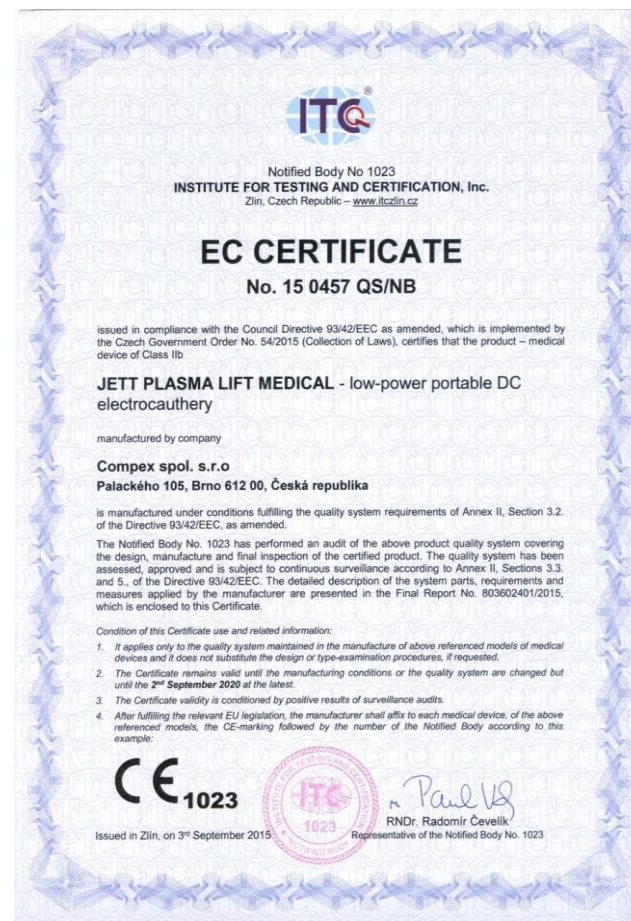 ITC
®
Notified Body No 1023
INSTITUTE FOR TESTING AND CERTIFICATION, Inc.
Zlin, Czech Republic – www.itczlin.cz
EC CERTIFICATE
No. 15 0457 QS/NB
issued in compliance with the Council Directive 93/42/EEC as amended, which is implemented by
the Czech Government Order No. 54/2015 (Collection of Laws), certifies that the product – medical
device of Class IIb
JETT PLASMA LIFT MEDICAL - low-power portable DC
electrocauthery
manufactured by company
Compex spol. s.r.o
Palackého 105, Brno 612 00, Česká republika
is manufactured under conditions fulfilling the quality system requirements of Annex II, Section 3.2.
of the Directive 93/42/EEC, as amended.
The Notified Body No. 1023 has performed an audit of the above product quality system covering
the design, manufacture and final inspection of the certified product. The quality system has been
assessed, approved and is subject to continuous surveillance according to Annex II, Sections 3.3.
and 5., of the Directive 93/42/EEC. The detailed description of the system parts, requirements and
measures applied by the manufacturer are presented in the Final Report No. 803602401/2015,
which is enclosed to this Certificate.
Condition of this Certificate use and related information:
1. It applies only to the quality system maintained in the manufacture of above referenced models of medical
devices and it does not substitute the design or type-examination procedures, if requested.
2. The Certificate remains valid until the manufacturing conditions or the quality system are changed but
until the 2nd September 2020 at the latest.
3. The Certificate validity is conditioned by positive results of surveillance audits.
4. After fulfilling the relevant EU legislation, the manufacturer shall affix to each medical device, of the above
referenced models, the CE-marking followed by the number of the Notified Body according to this
example:
CE 1023
INSTITUTE FOR TESTING AND CERTIFICATION
ITC
1023
NOTIFIED BODY
RNDr. Radomír Čevelík
Issued in Zlin, on 3rd September 2015
Representative of the Notified Body No. 1023